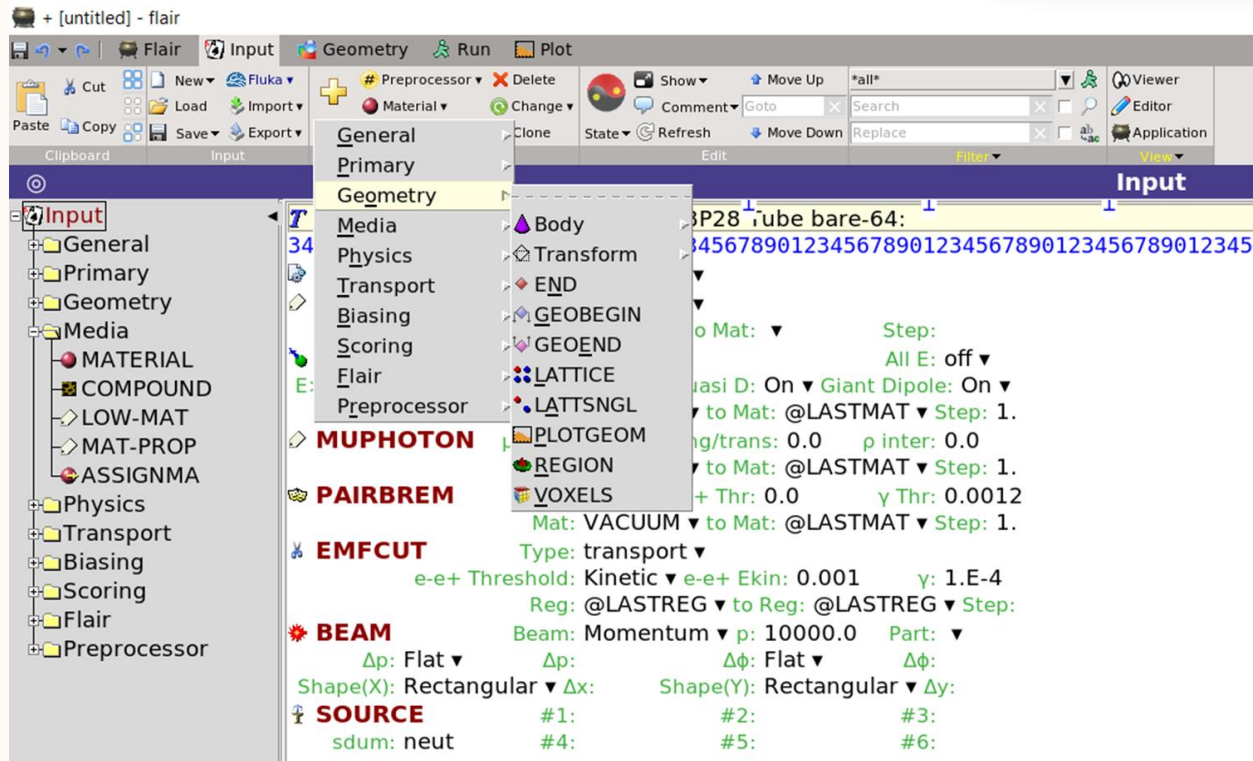 + [untitled] - flair
Flair Input Geometry Run Plot
Cut New Fluka # Preprocessor Delete Show Move Up *all* Viewer
Load Import Material Change Comment Goto Search Editor
Paste Copy Save Export Clone State Refresh Move Down Replace Application
Clipboard Input Edit Filter View
Input
General
Primary
Geometry
Media
Physics
Transport
Biasing
Scoring
Flair
Preprocessor
Body
Transform
END
GEOBEGIN
GEOEND
LATTICE
LATTSNGL
PLOTGEOM
REGION
VOXELS
Input
General
Primary
Geometry
Media
MATERIAL
COMPOUND
LOW-MAT
MAT-PROP
ASSIGNMA
Physics
Transport
Biasing
Scoring
Flair
Preprocessor
Tube bare-64:
Step:
All E: off
E: D: On Giant Dipole: On
to Mat: @LASTMAT Step: 1.
MUPHOTON 0.0 ρ inter: 0.0
to Mat: @LASTMAT Step: 1.
PAIRBREM Thr: 0.0 γ Thr: 0.0012
Mat: VACUUM to Mat: @LASTMAT Step: 1.
EMFCUT Type: transport
e-e+ Threshold: Kinetic e-e+ Ekin: 0.001 γ: 1.E-4
Reg: @LASTREG to Reg: @LASTREG Step:
BEAM Beam: Momentum p: 10000.0 Part:
Δp: Flat Δp: Δϕ: Flat Δϕ:
Shape(X): Rectangular Δx: Shape(Y): Rectangular Δy:
SOURCE #1: #2: #3:
sdum: neut #4: #5: #6: